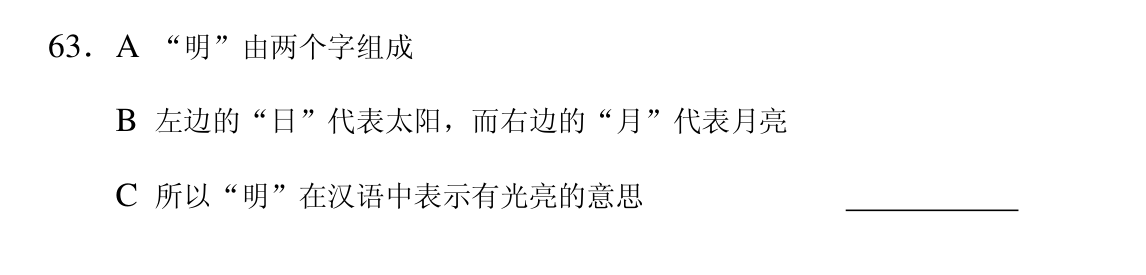 63．A “明”由两个字组成
B 左边的“日”代表太阳，而右边的“月”代表月亮
C 所以“明”在汉语中表示有光亮的意思